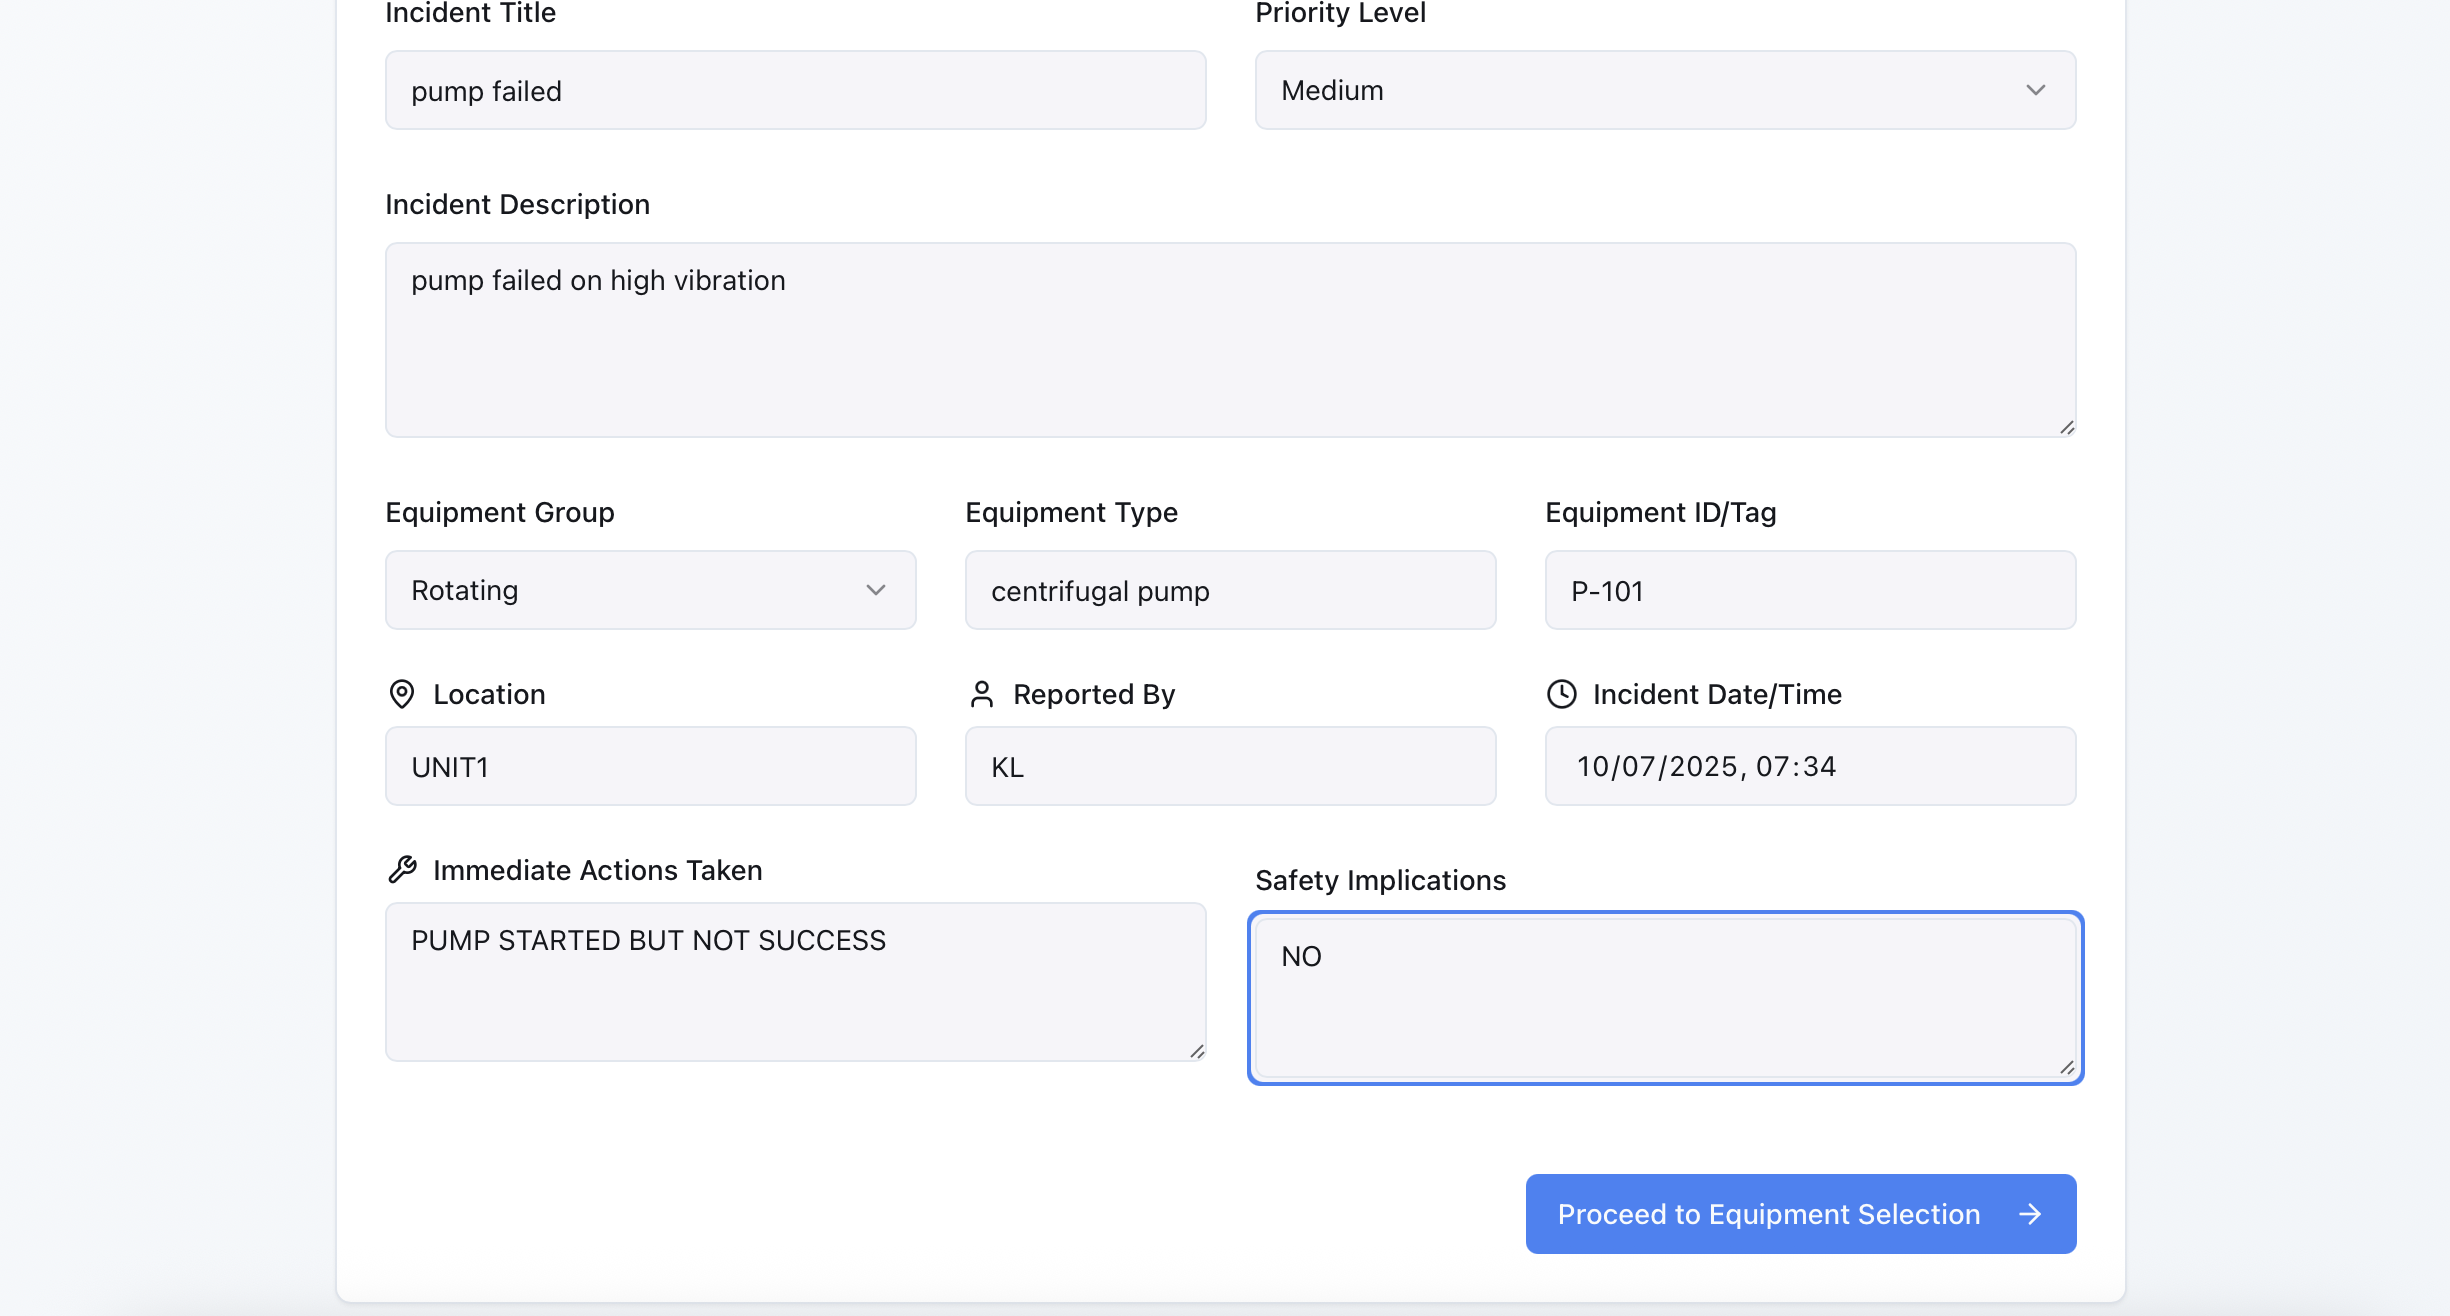 Incident Title
Priority Level
pump failed
Medium
Incident Description
pump failed on high vibration
Equipment Group
Equipment Type
Equipment ID/Tag
Rotating
centrifugal pump
P-101
Location
Reported By
Incident Date/Time
UNIT1
KL
10/07/2025, 07:34
Immediate Actions Taken
Safety Implications
PUMP STARTED BUT NOT SUCCESS
NO
Proceed to Equipment Selection